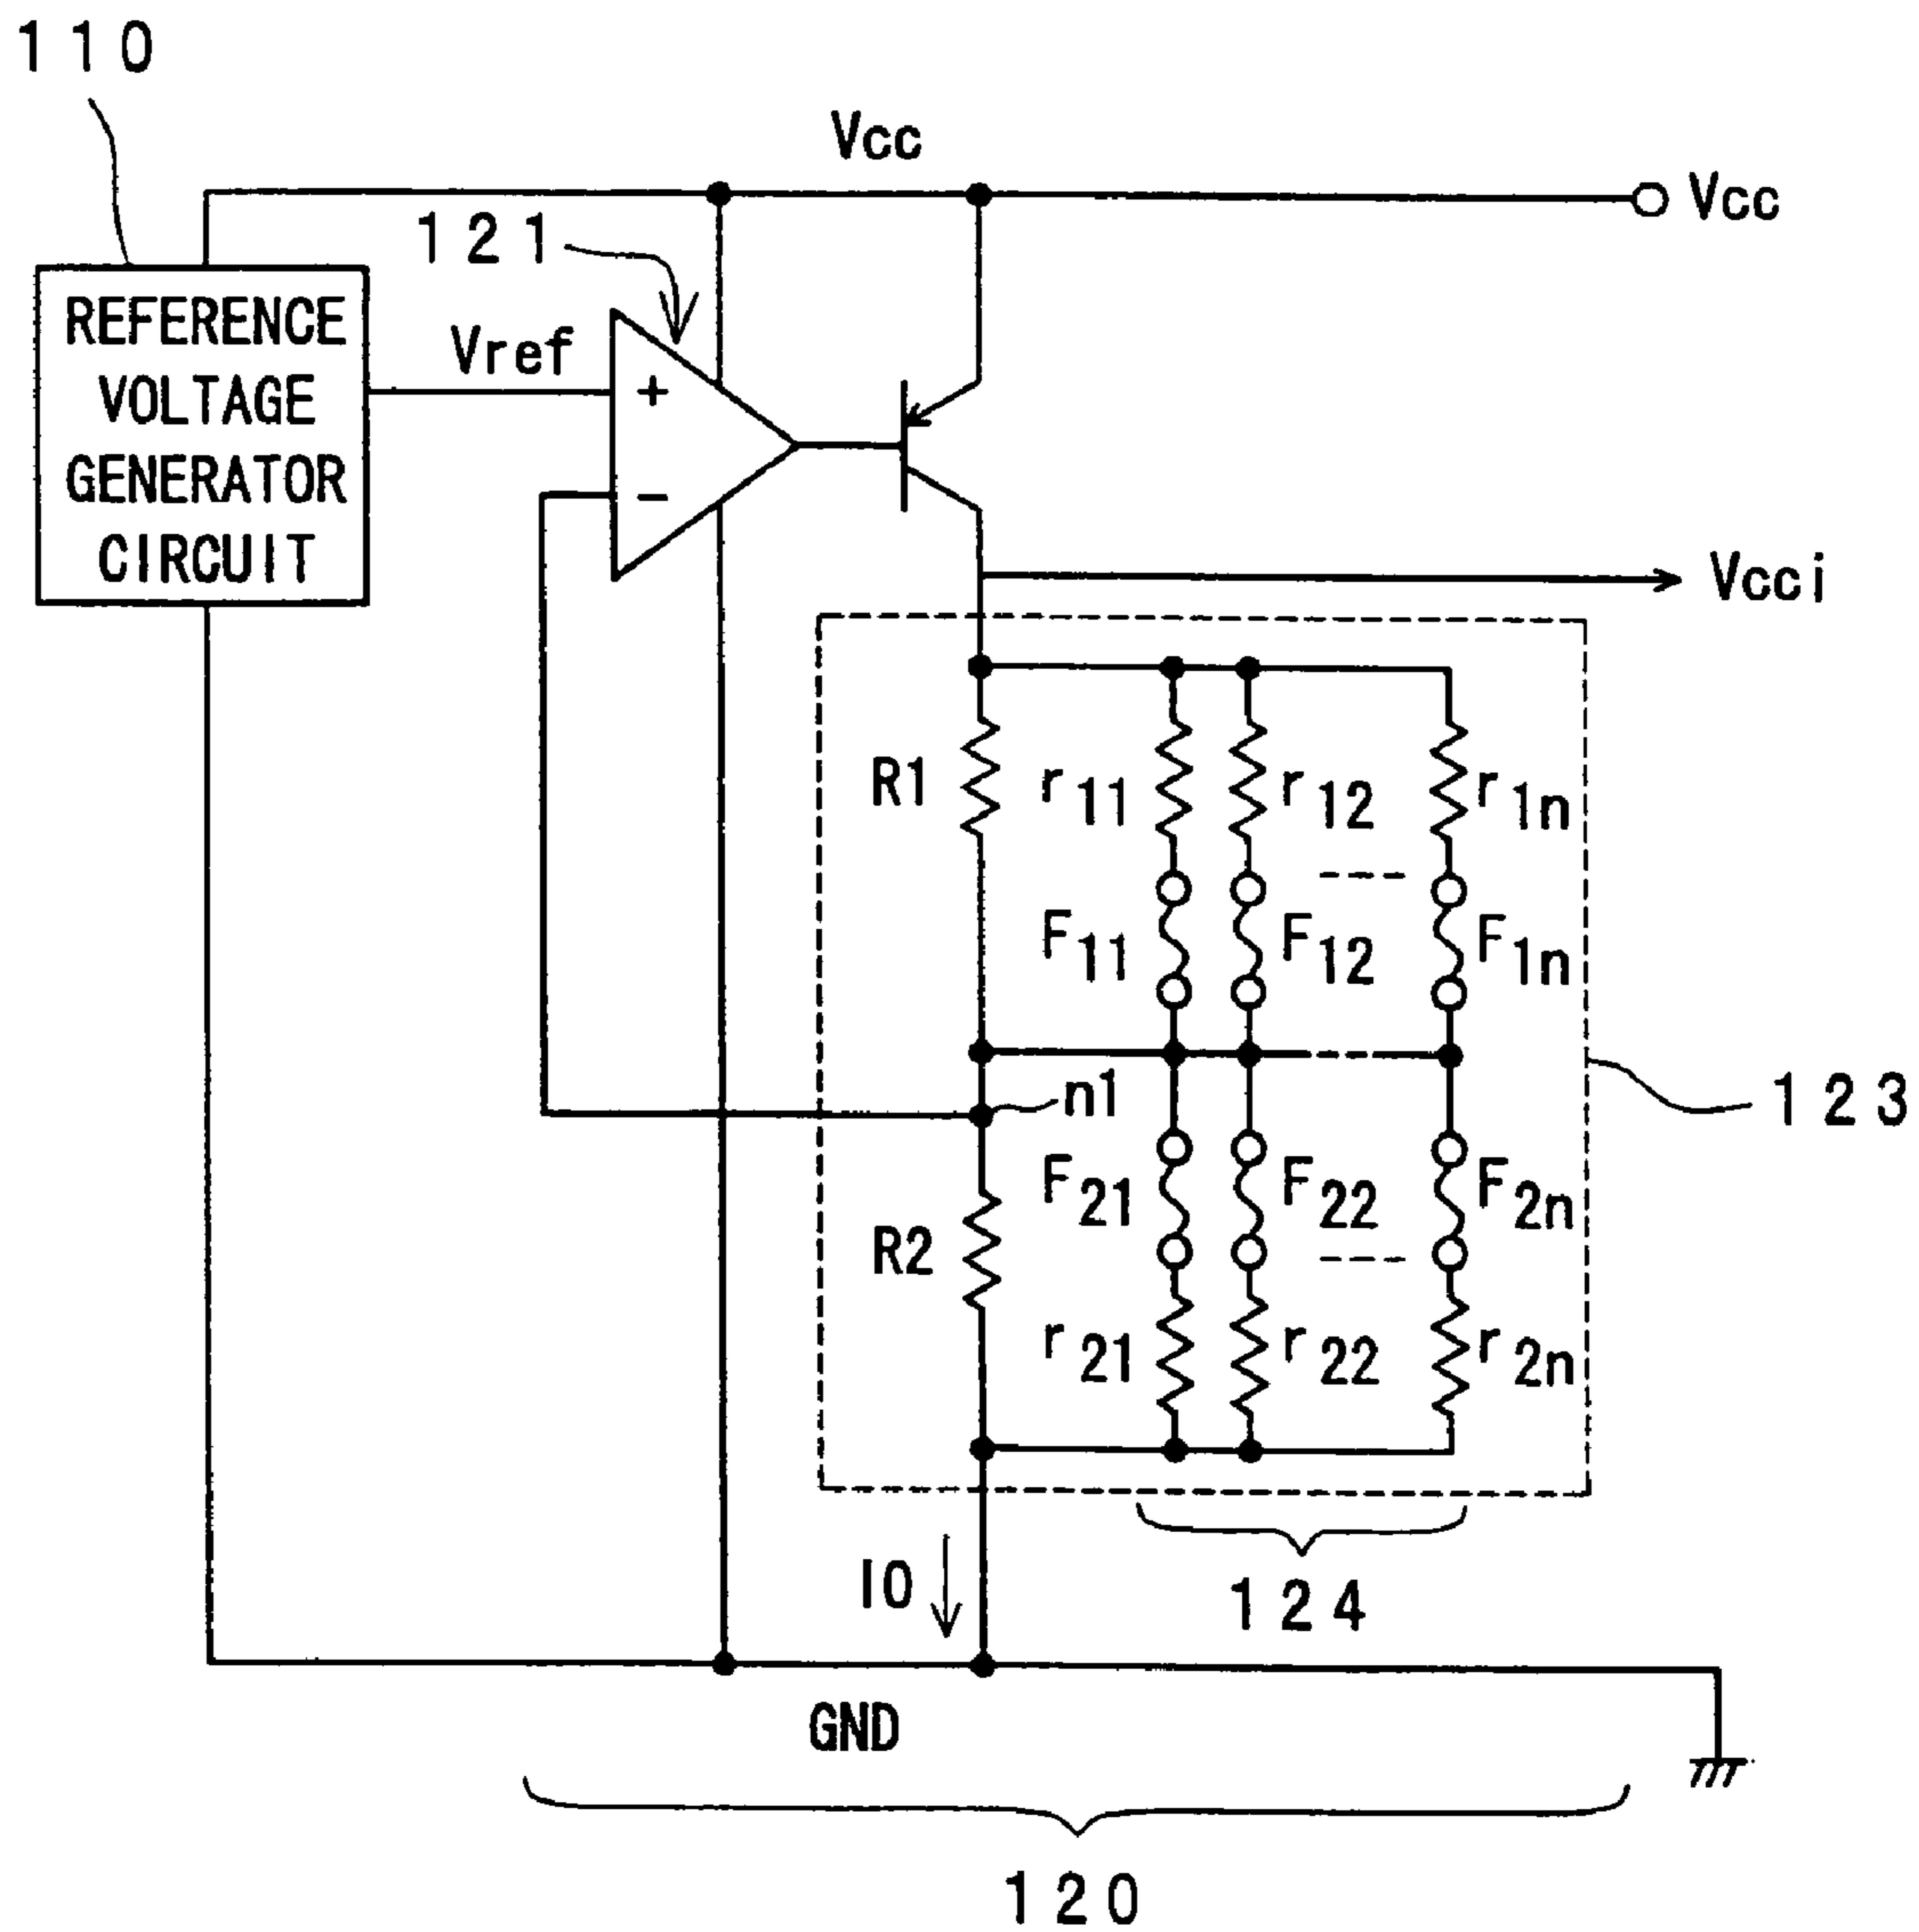 110
Vcc
Vcc
121
REFERENCE
VOLTAGE
GENERATOR
CIRCUIT
Vref
+
−
Vcci
R1
r11
r12
r1n
F11
F12
F1n
n1
123
F21
F22
F2n
R2
r21
r22
r2n
I0
124
GND
120